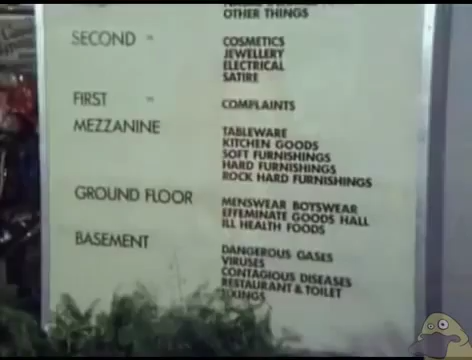 OTHER THINGS
SECOND "
COSMETICS
JEWELLERY
ELECTRICAL
SATIRE
FIRST "
COMPLAINTS
MEZZANINE
TABLEWARE
KITCHEN GOODS
SOFT FURNISHINGS
HARD FURNISHINGS
ROCK HARD FURNISHINGS
GROUND FLOOR
MENSWEAR BOYSWEAR
EFFEMINATE GOODS HALL
ILL HEALTH FOODS
BASEMENT
DANGEROUS GASES
VIRUSES
CONTAGIOUS DISEASES
RESTAURANT & TOILET